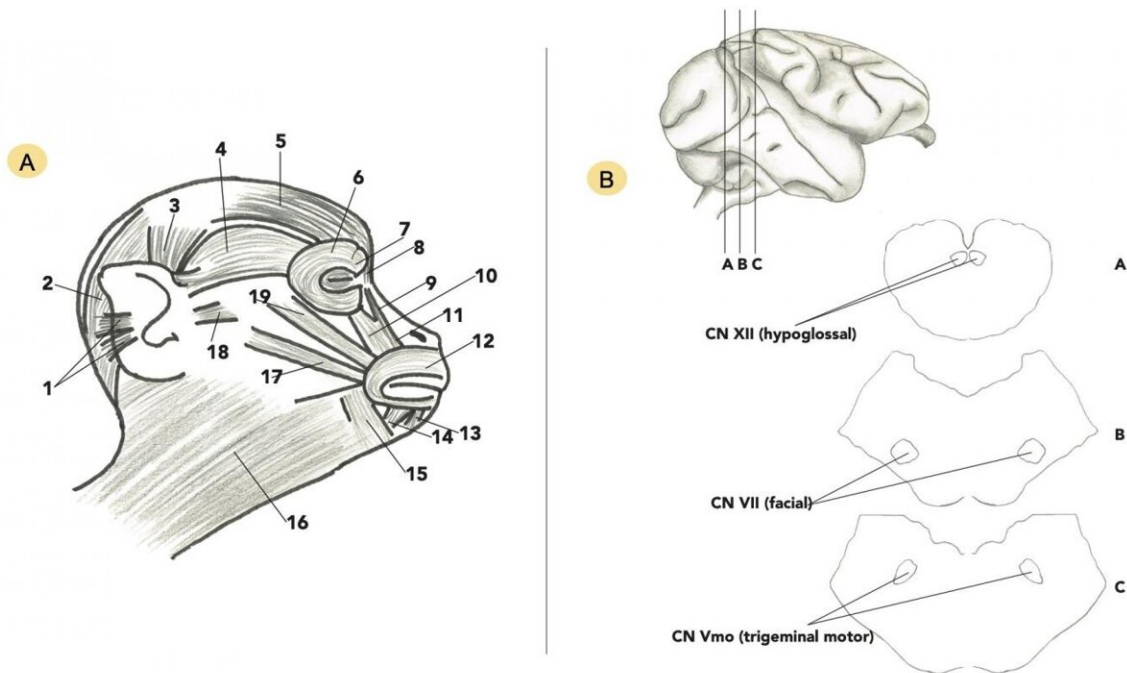 A
4
5
6
3
7
8
2
9
10
11
19
12
18
1
17
14
13
15
16
B
A B C
A
CN XII (hypoglossal)
B
CN VII (facial)
C
CN Vmo (trigeminal motor)